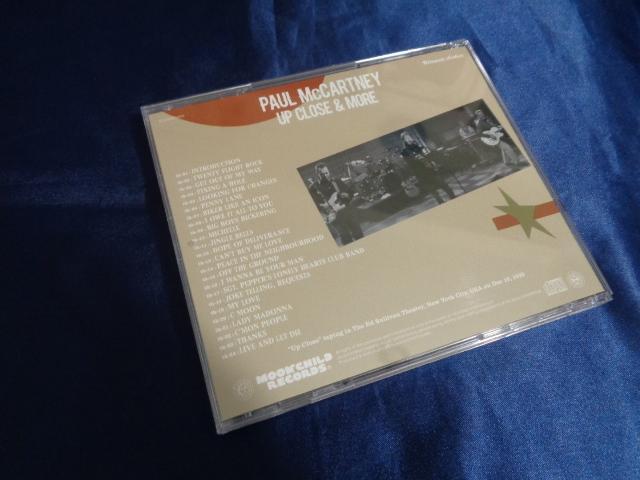 PAUL McCARTNEY
UP CLOSE & MORE
INTRODUCTION
TWENTY FLIGHT ROCK
GET OUT OF MY WAY
FIXING A HOLE
LOOKING FOR CHANGES
PENNY LANE
BIKER LIKE AN ICON
I OWE IT ALL TO YOU
BIG BOYS BICKERING
MICHELLE
JINGLE BELLS
HOPE OF DELIVERANCE
CAN'T BUY ME LOVE
PEACE IN THE NEIGHBOURHOOD
OFF THE GROUND
I WANNA BE YOUR MAN
SGT. PEPPER'S LONELY HEARTS CLUB BAND
JOKE TELLING, REQUESTS
MY LOVE
C MOON
LADY MADONNA
C'MON PEOPLE
THANKS
LIVE AND LET DIE
"Up Close" taping in The Ed Sullivan Theater, New York City, USA on Dec 10,
MOONCHILD
RECORDS